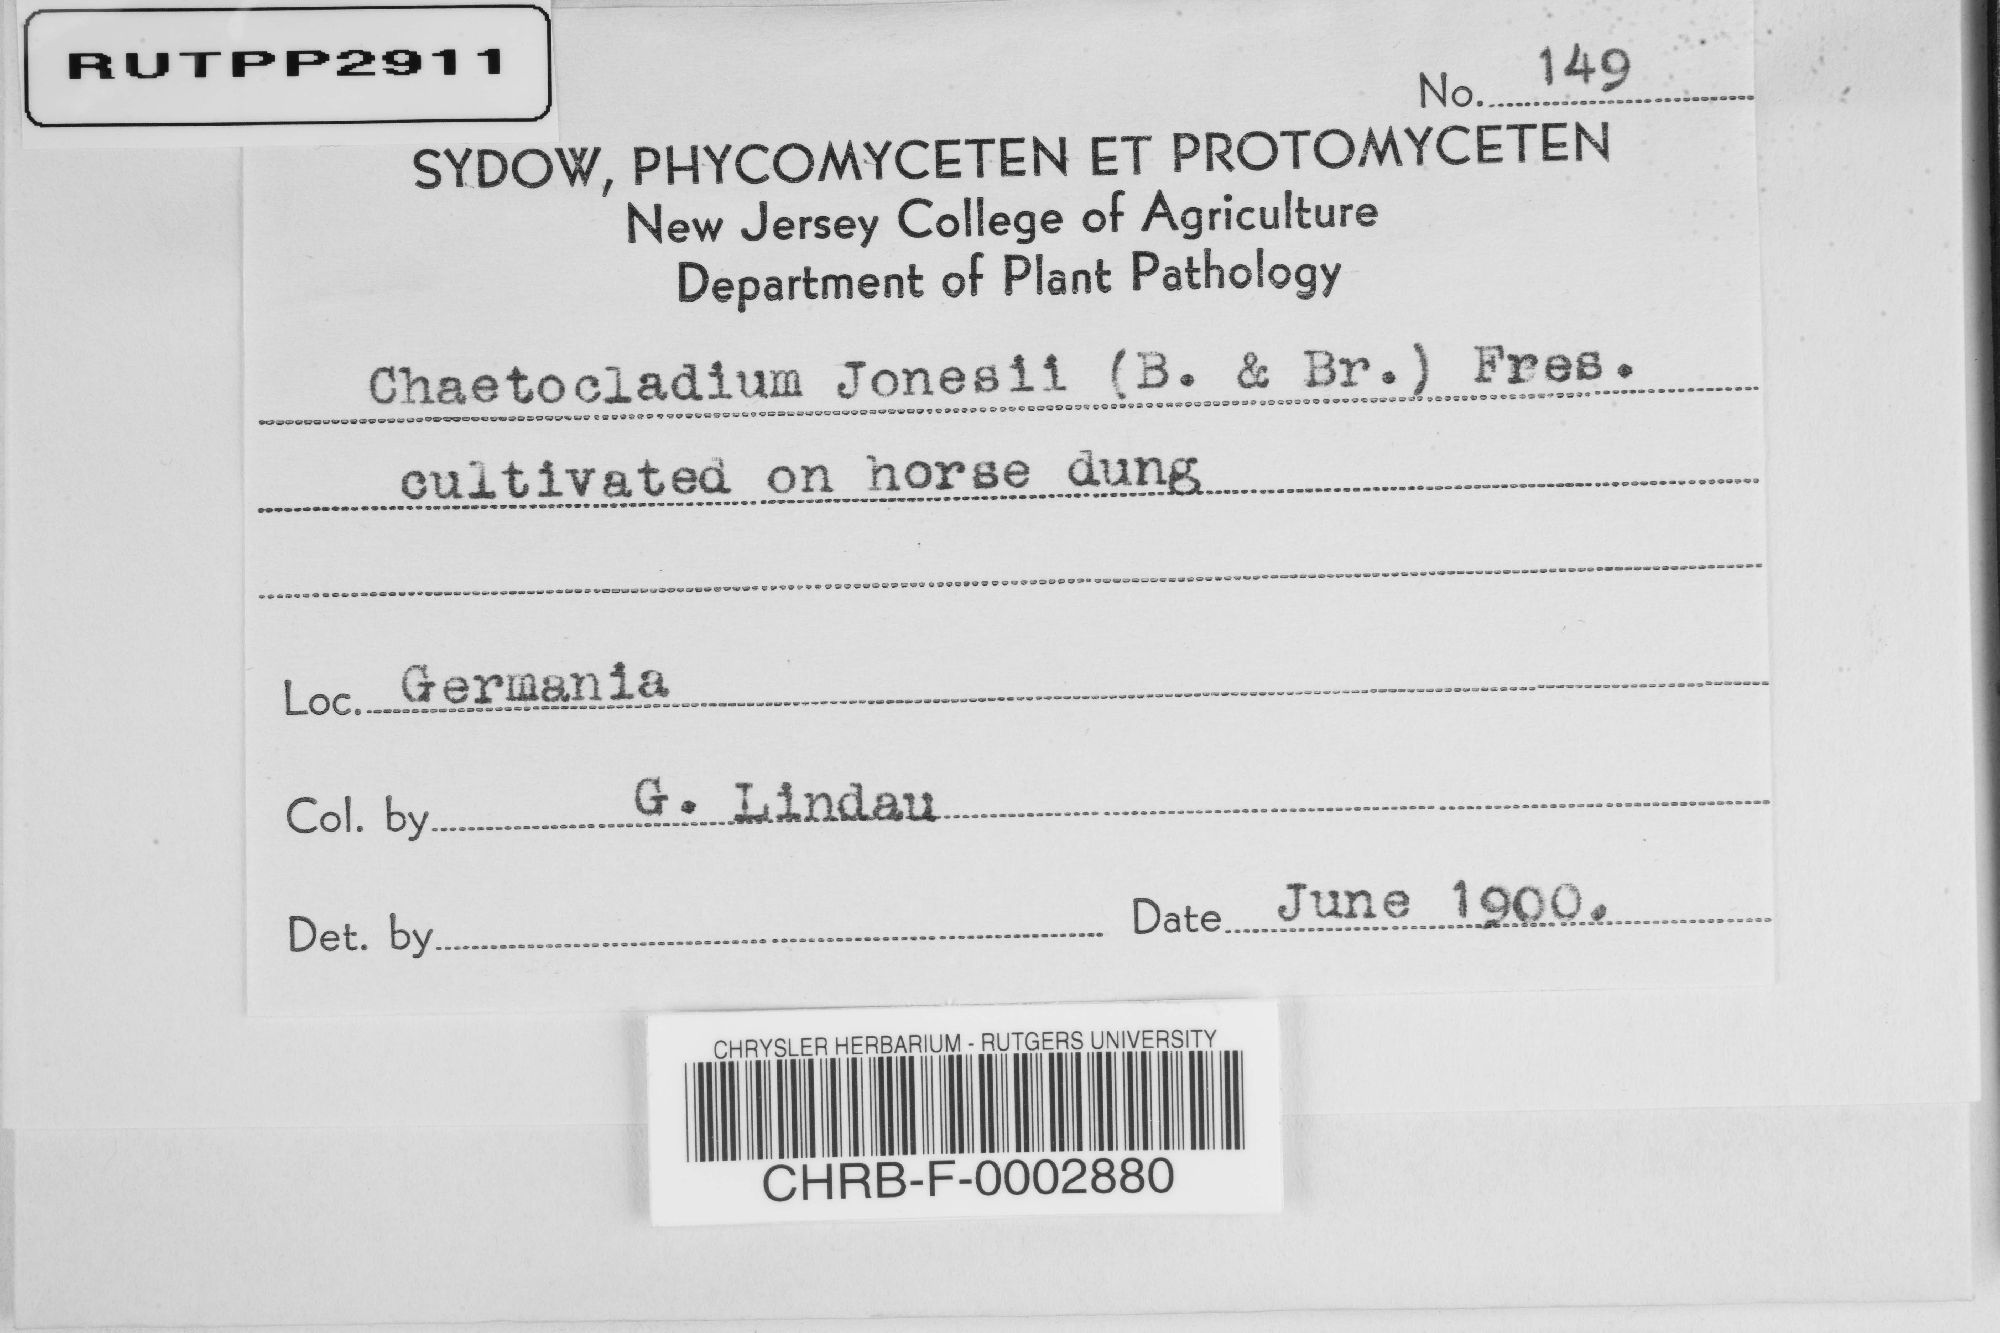 RUTPP2911
No. 149
SYDOW, PHYCOMYCETEN ET PROTOMYCETEN
New Jersey College of Agriculture
Department of Plant Pathology
Chaetocladium Jonesii (B. & Br.) Fres.
cultivated on horse dung
Loc. Germania
Col. by G. Lindau
Det. by Date June 1900.
CHRYSLER HERBARIUM - RUTGERS UNIVERSITY
CHRB-F-0002880